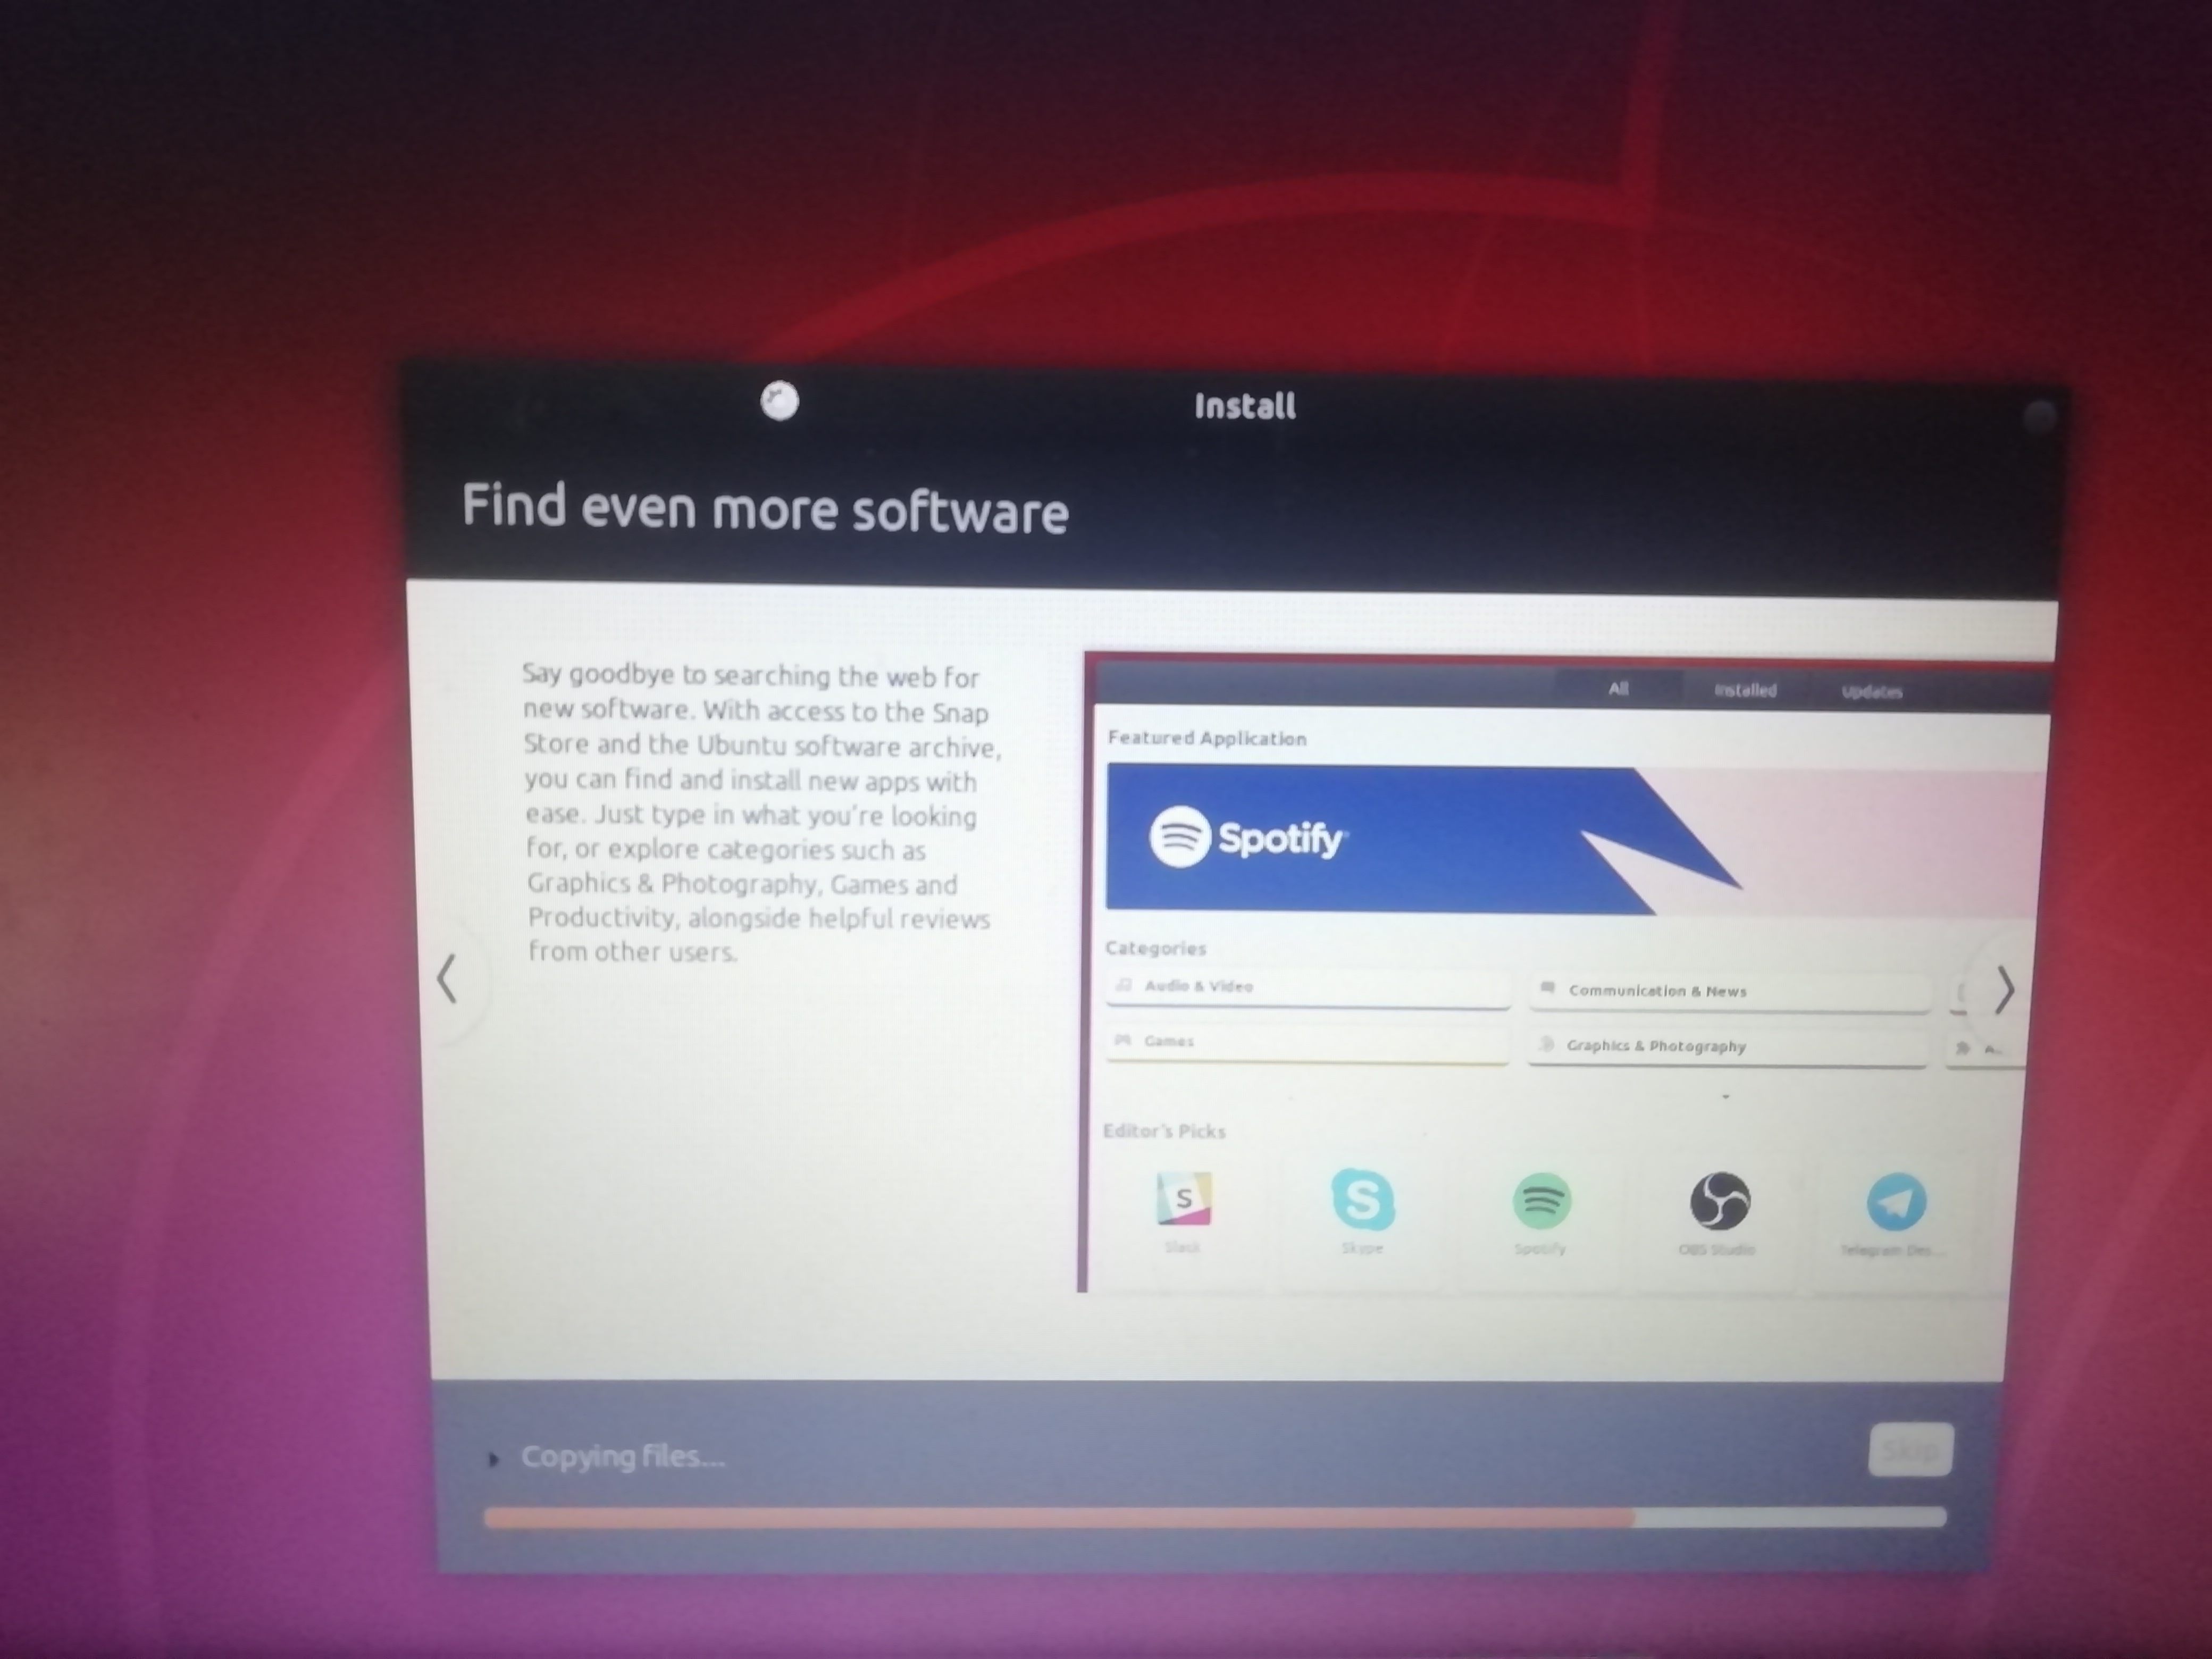 Install
Find even more software
Say goodbye to searching the web for
new software. With access to the Snap
Store and the Ubuntu software archive,
you can find and install new apps with
ease. Just type in what you're looking
for, or explore categories such as
Graphics & Photography, Games and
Productivity, alongside helpful reviews
from other users.
All Installed Updates
Featured Application
Spotify
Categories
Audio & Video Communication & News
Games Graphics & Photography A...
Editor's Picks
S S
Slack Skype Spotify OBS Studio Telegram Des...
Copying files...
Skip